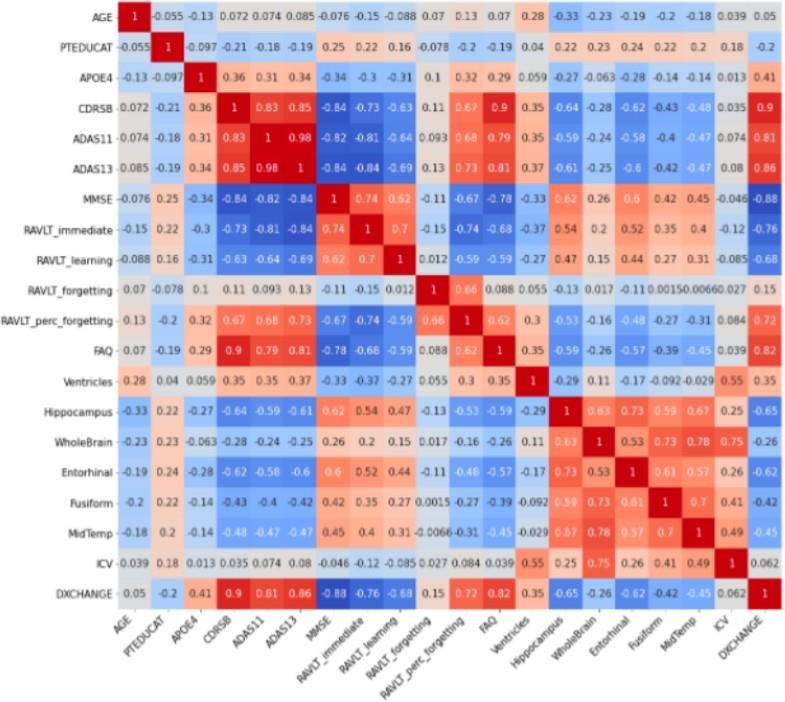 AGE 1 -0.055 -0.13 0.072 0.074 0.085 -0.076 -0.15 -0.088 0.07 0.13 0.07 0.28 -0.33 -0.23 -0.19 -0.2 -0.18 0.039 0.05
PTEDUCAT -0.055 1 -0.097 -0.21 -0.18 -0.19 0.25 0.22 0.16 -0.078 -0.2 -0.19 0.04 0.22 0.23 0.24 0.22 0.2 0.18 -0.2
APOE4 -0.13 -0.097 1 0.36 0.31 0.34 -0.34 -0.3 -0.31 0.1 0.32 0.29 0.059 -0.27 -0.063 -0.28 -0.14 -0.14 0.013 0.41
CDRSB 0.072 -0.21 0.36 1 0.83 0.85 -0.84 -0.73 -0.63 0.11 0.67 0.9 0.35 -0.64 -0.28 -0.62 -0.43 -0.48 0.035 0.9
ADAS11 0.074 -0.18 0.31 0.83 1 0.98 -0.82 -0.81 -0.64 0.093 0.68 0.79 0.35 -0.59 -0.24 -0.58 -0.4 -0.47 0.074 0.81
ADAS13 0.085 -0.19 0.34 0.85 0.98 1 -0.84 -0.84 -0.69 0.13 0.73 0.81 0.37 -0.61 -0.25 -0.6 -0.42 -0.47 0.08 0.86
MMSE -0.076 0.25 -0.34 -0.84 -0.82 -0.84 1 0.74 0.62 -0.11 -0.67 -0.78 -0.33 0.62 0.26 0.6 0.42 0.45 -0.046 -0.88
RAVLT_immediate -0.15 0.22 -0.3 -0.73 -0.81 -0.84 0.74 1 0.7 -0.15 -0.74 -0.68 -0.37 0.54 0.2 0.52 0.35 0.4 -0.12 -0.76
RAVLT_learning -0.088 0.16 -0.31 -0.63 -0.64 -0.69 0.62 0.7 1 0.012 -0.59 -0.59 -0.27 0.47 0.15 0.44 0.27 0.31 -0.085 -0.68
RAVLT_forgetting 0.07 -0.078 0.1 0.11 0.093 0.13 -0.11 -0.15 0.012 1 0.66 0.088 0.055 -0.13 0.017 -0.11 0.0015 0.0066 0.027 0.15
RAVLT_perc_forgetting 0.13 -0.2 0.32 0.67 0.68 0.73 -0.67 -0.74 -0.59 0.66 1 0.62 0.3 -0.53 -0.16 -0.48 -0.27 -0.31 0.084 0.72
FAQ 0.07 -0.19 0.29 0.9 0.79 0.81 -0.78 -0.68 -0.59 0.088 0.62 1 0.35 -0.59 -0.26 -0.57 -0.39 -0.45 0.039 0.82
Ventricles 0.28 0.04 0.059 0.35 0.35 0.37 -0.33 -0.37 -0.27 0.055 0.3 0.35 1 -0.29 0.11 -0.17 -0.092 -0.029 0.55 0.35
Hippocampus -0.33 0.22 -0.27 -0.64 -0.59 -0.61 0.62 0.54 0.47 -0.13 -0.53 -0.59 -0.29 1 0.63 0.73 0.59 0.67 0.25 -0.65
WholeBrain -0.23 0.23 -0.063 -0.28 -0.24 -0.25 0.26 0.2 0.15 0.017 -0.16 -0.26 0.11 0.63 1 0.53 0.73 0.78 0.75 -0.26
Entorhinal -0.19 0.24 -0.28 -0.62 -0.58 -0.6 0.6 0.52 0.44 -0.11 -0.48 -0.57 -0.17 0.73 0.53 1 0.61 0.57 0.26 -0.62
Fusiform -0.2 0.22 -0.14 -0.43 -0.4 -0.42 0.42 0.35 0.27 0.0015 -0.27 -0.39 -0.092 0.59 0.73 0.61 1 0.7 0.41 -0.42
MidTemp -0.18 0.2 -0.14 -0.48 -0.47 -0.47 0.45 0.4 0.31 -0.0066 -0.31 -0.45 -0.029 0.67 0.78 0.57 0.7 1 0.49 -0.45
ICV 0.039 0.18 0.013 0.035 0.074 0.08 -0.046 -0.12 -0.085 0.027 0.084 0.039 0.55 0.25 0.75 0.26 0.41 0.49 1 0.062
DXCHANGE 0.05 -0.2 0.41 0.9 0.81 0.86 -0.88 -0.76 -0.68 0.15 0.72 0.82 0.35 -0.65 -0.26 -0.62 -0.42 -0.45 0.062 1
AGE PTEDUCAT APOE4 CDRSB ADAS11 ADAS13 MMSE RAVLT_immediate RAVLT_learning RAVLT_forgetting RAVLT_perc_forgetting FAQ Ventricles Hippocampus WholeBrain Entorhinal Fusiform MidTemp ICV DXCHANGE